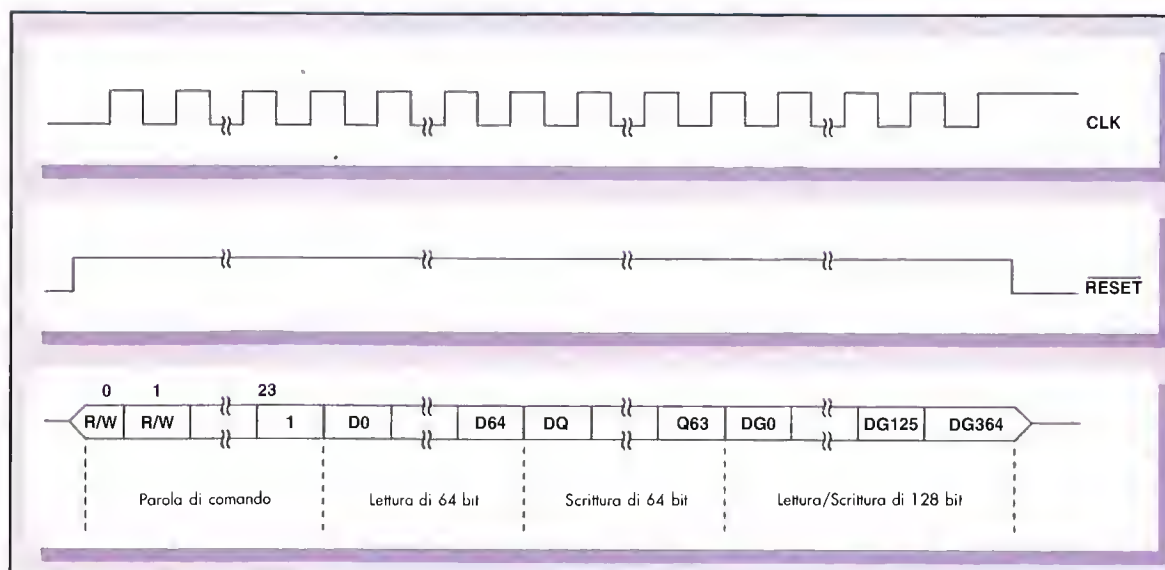 CLK
RESET
0 1 23
R/W R/W 1 D0 D64 DQ Q63 DG0 DG125 DG364
Parola di comando Lettura di 64 bit Scrittura di 64 bit Lettura/Scrittura di 128 bit